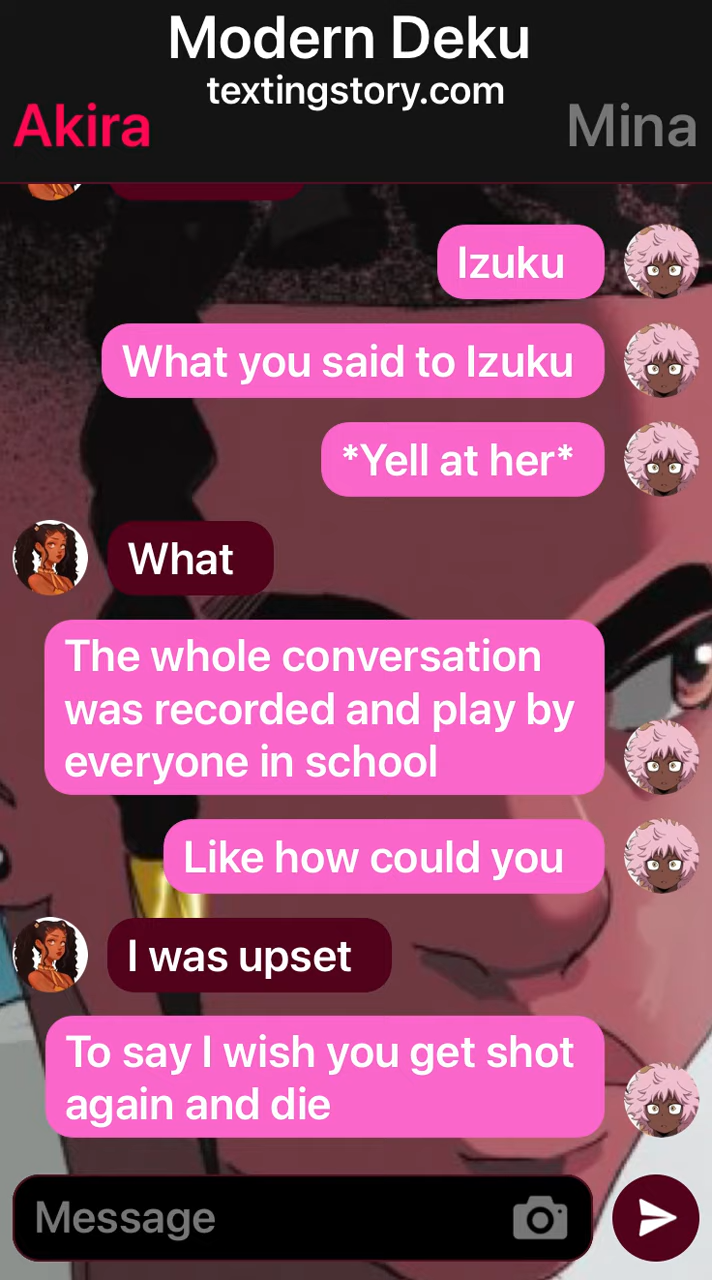 Modern Deku
textingstory.com
Akira
Mina
Izuku
What you said to Izuku
*Yell at her*
What
The whole conversation
was recorded and play by
everyone in school
Like how could you
I was upset
To say I wish you get shot
again and die
Message